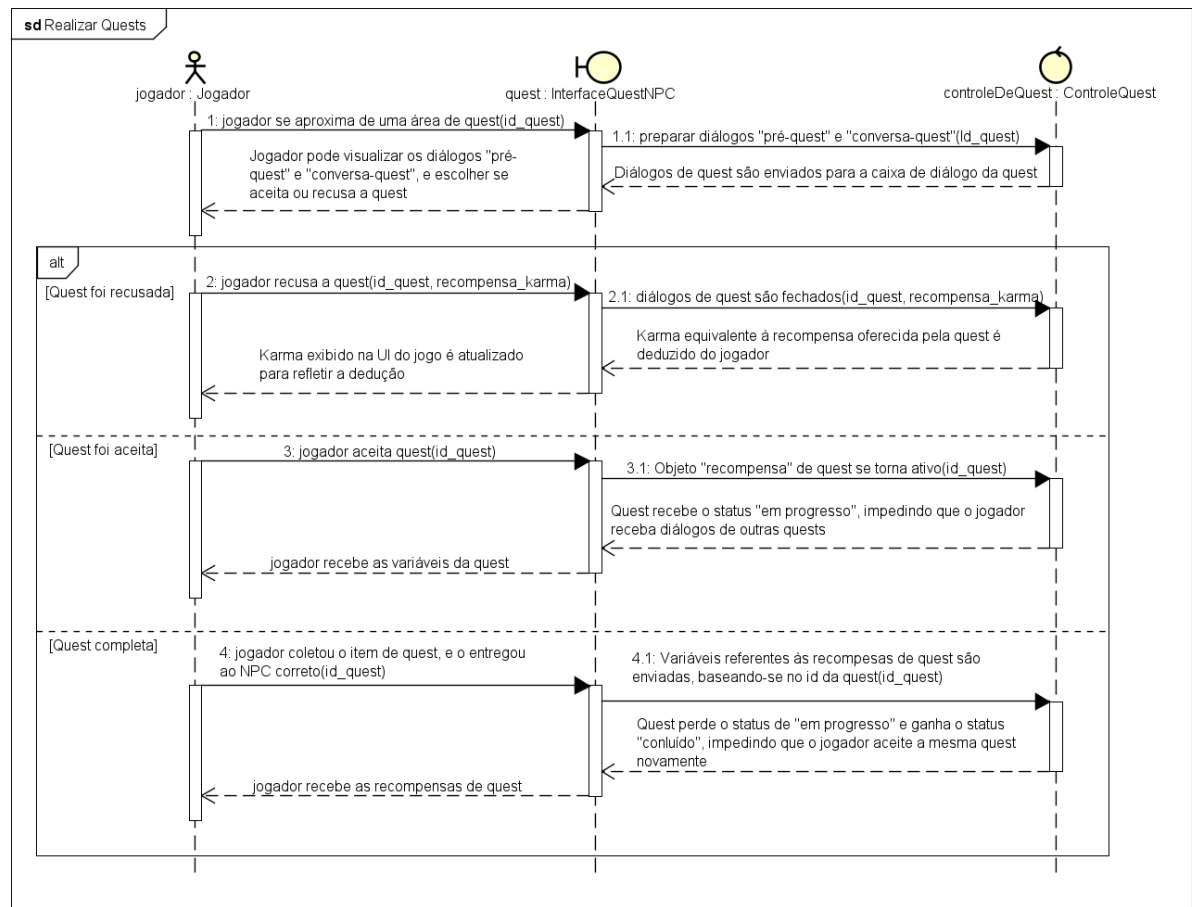 sd Realizar Quests
jogador : Jogador
quest : InterfaceQuestNPC
controleDeQuest : ControleQuest
1: jogador se aproxima de uma área de quest(id_quest)
1.1: preparar diálogos "pré-quest" e "conversa-quest"(Id_quest)
Jogador pode visualizar os diálogos "pré-
quest" e "conversa-quest", e escolher se
aceita ou recusa a quest
Diálogos de quest são enviados para a caixa de diálogo da quest
alt
[Quest foi recusada]
2: jogador recusa a quest(id_quest, recompensa_karma)
2.1: diálogos de quest são fechados(id_quest, recompensa_karma)
Karma equivalente à recompensa oferecida pela quest é
deduzido do jogador
Karma exibido na UI do jogo é atualizado
para refletir a dedução
[Quest foi aceita]
3: jogador aceita quest(id_quest)
3.1: Objeto "recompensa" de quest se torna ativo(id_quest)
Quest recebe o status "em progresso", impedindo que o jogador
receba diálogos de outras quests
jogador recebe as variáveis da quest
[Quest completa]
4: jogador coletou o item de quest, e o entregou
ao NPC correto(id_quest)
4.1: Variáveis referentes às recompesas de quest são
enviadas, baseando-se no id da quest(id_quest)
Quest perde o status de "em progresso" e ganha o status
"conluído", impedindo que o jogador aceite a mesma quest
novamente
jogador recebe as recompensas de quest